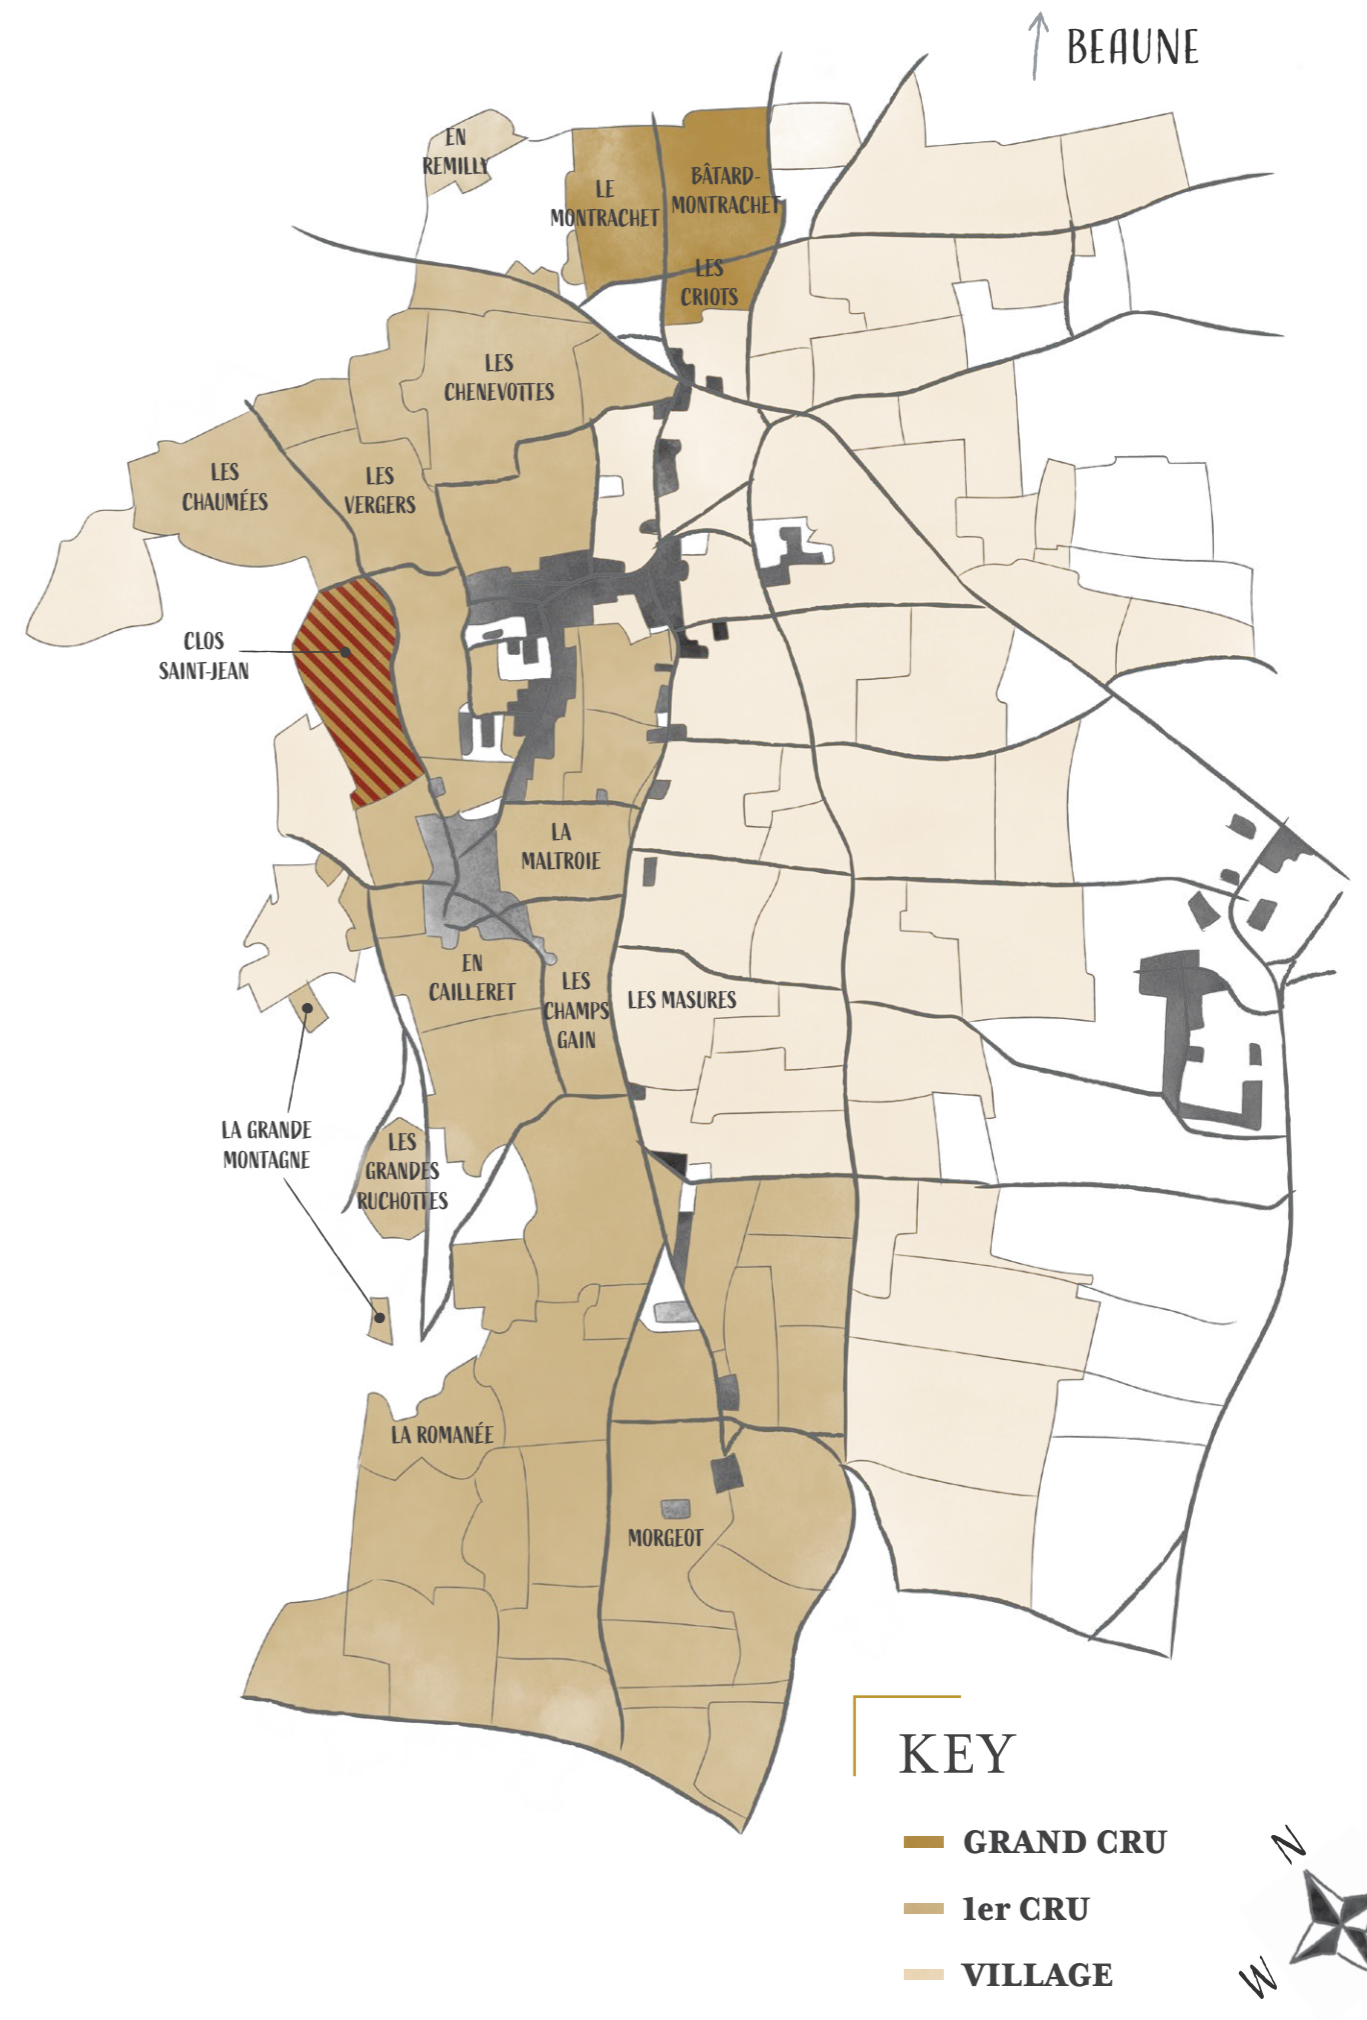 BEAUNE
EN
REMILLY
LE
MONTRACHET
BÂTARD-
MONTRACHET
LES
CRIOTS
LES
CHENEVOTTES
LES
CHAUMÉES
LES
VERGERS
CLOS
SAINT-JEAN
LA
MALTROIE
EN
CAILLERET
LES
CHAMPS
GAIN
LES MASURES
LA GRANDE
MONTAGNE
LES
GRANDES
RUCHOTTES
LA ROMANÉE
MORGEOT
KEY
GRAND CRU
1er CRU
VILLAGE
N
W